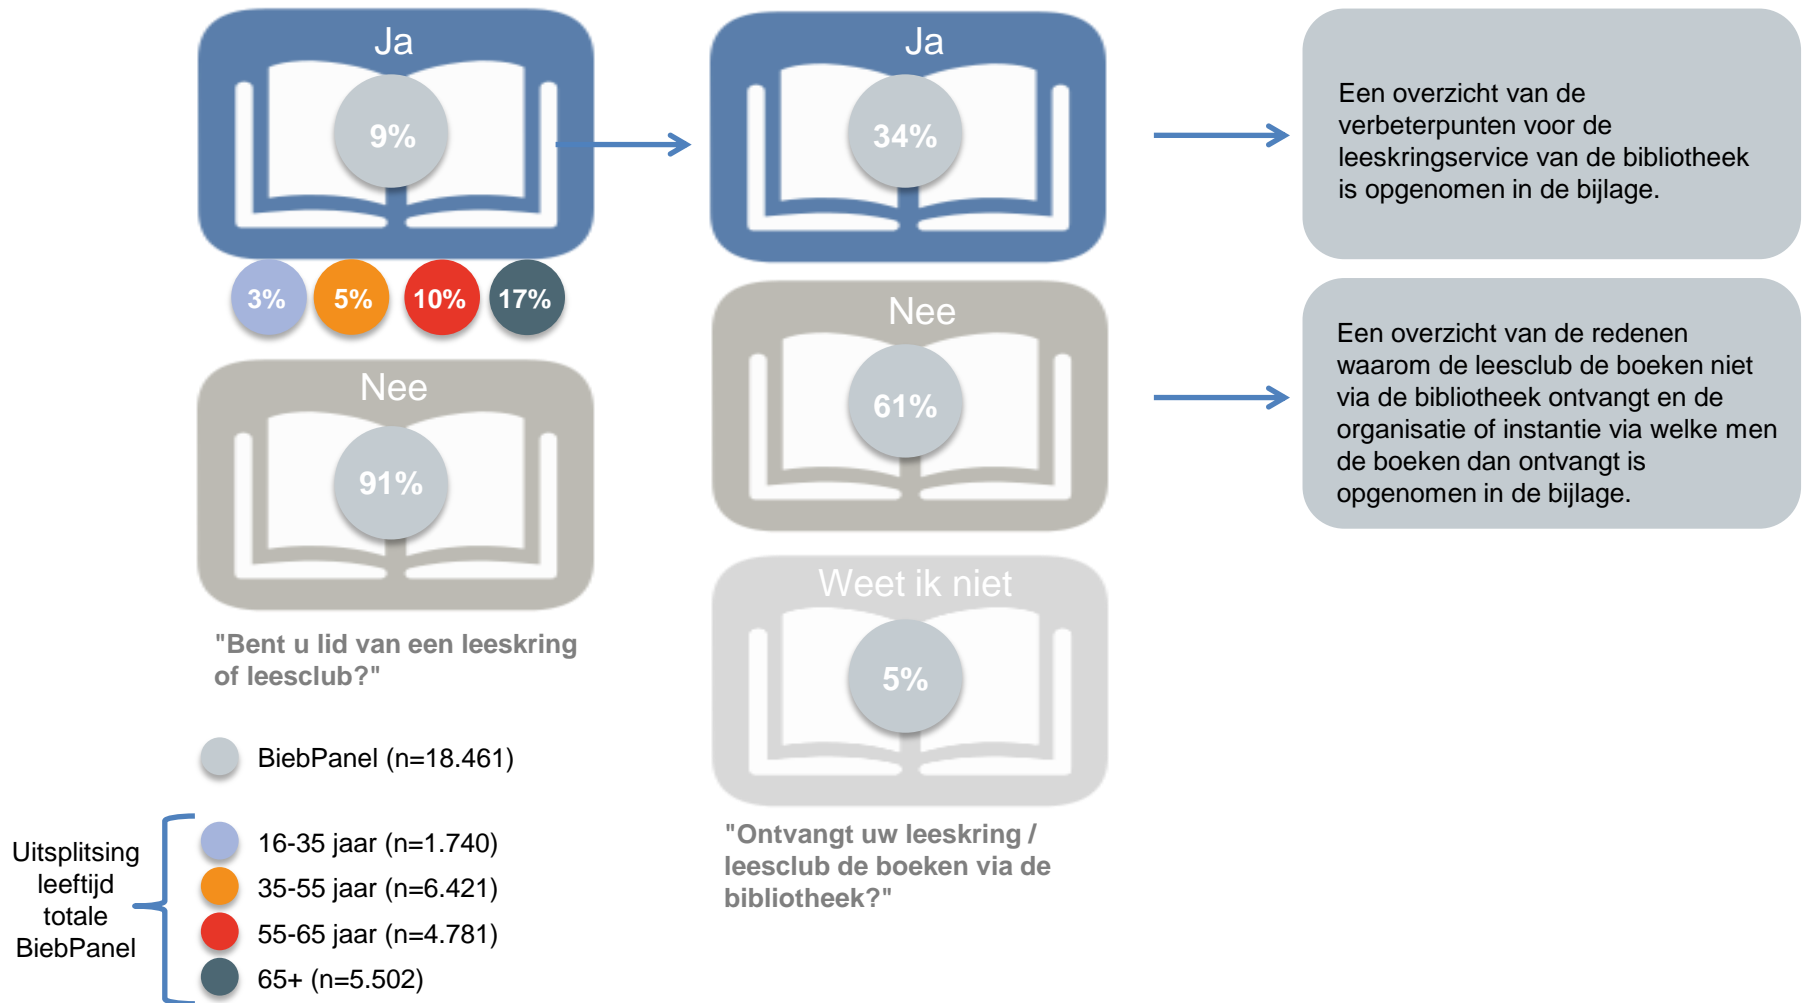 Ja
9%
3%
5%
10%
17%
Nee
91%
"Bent u lid van een leeskring
of leesclub?"
Ja
34%
Nee
61%
Weet ik niet
5%
"Ontvangt uw leeskring /
leesclub de boeken via de
bibliotheek?"
Een overzicht van de
verbeterpunten voor de
leeskringservice van de bibliotheek
is opgenomen in de bijlage.
Een overzicht van de redenen
waarom de leesclub de boeken niet
via de bibliotheek ontvangt en de
organisatie of instantie via welke men
de boeken dan ontvangt is
opgenomen in de bijlage.
BiebPanel (n=18.461)
Uitsplitsing
leeftijd
totale
BiebPanel
16-35 jaar (n=1.740)
35-55 jaar (n=6.421)
55-65 jaar (n=4.781)
65+ (n=5.502)